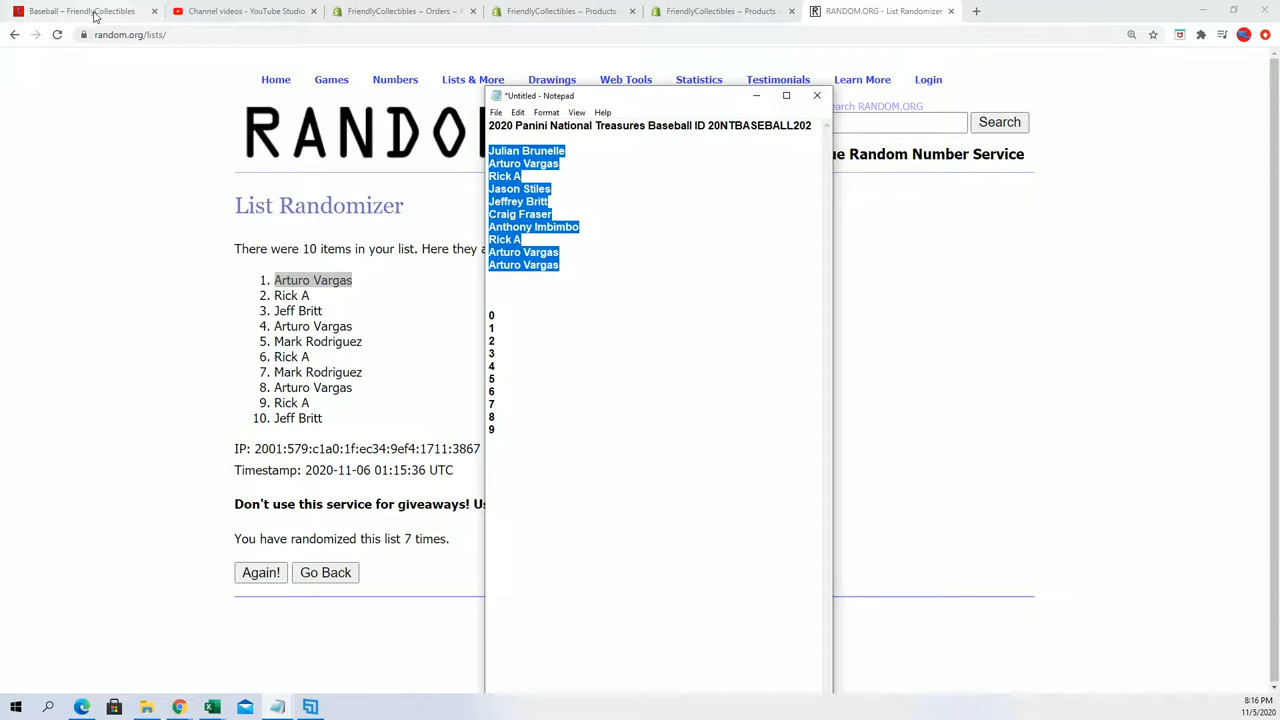 Baseball – FriendlyCollectibles
Channel videos - YouTube Studio
FriendlyCollectibles ~ Orders ~
FriendlyCollectibles ~ Products ~
FriendlyCollectibles ~ Products ~
RANDOM.ORG - List Randomizer
random.org/lists/
Home Games Numbers Lists & More Drawings Web Tools Statistics Testimonials Learn More Login
earch RANDOM.ORG
Search
ue Random Number Service
List Randomizer
There were 10 items in your list. Here they a
1. Arturo Vargas
2. Rick A
3. Jeff Britt
4. Arturo Vargas
5. Mark Rodriguez
6. Rick A
7. Mark Rodriguez
8. Arturo Vargas
9. Rick A
10. Jeff Britt
IP: 2001:579:c1a0:1f:ec34:9ef4:1711:3867
Timestamp: 2020-11-06 01:15:36 UTC
Don't use this service for giveaways! Us
You have randomized this list 7 times.
Again! Go Back
*Untitled - Notepad
File Edit Format View Help
2020 Panini National Treasures Baseball ID 20NTBASEBALL202
Julian Brunelle
Arturo Vargas
Rick A
Jason Stiles
Jeffrey Britt
Craig Fraser
Anthony Imbimbo
Rick A
Arturo Vargas
Arturo Vargas
0
1
2
3
4
5
6
7
8
9
8:16 PM
11/5/2020